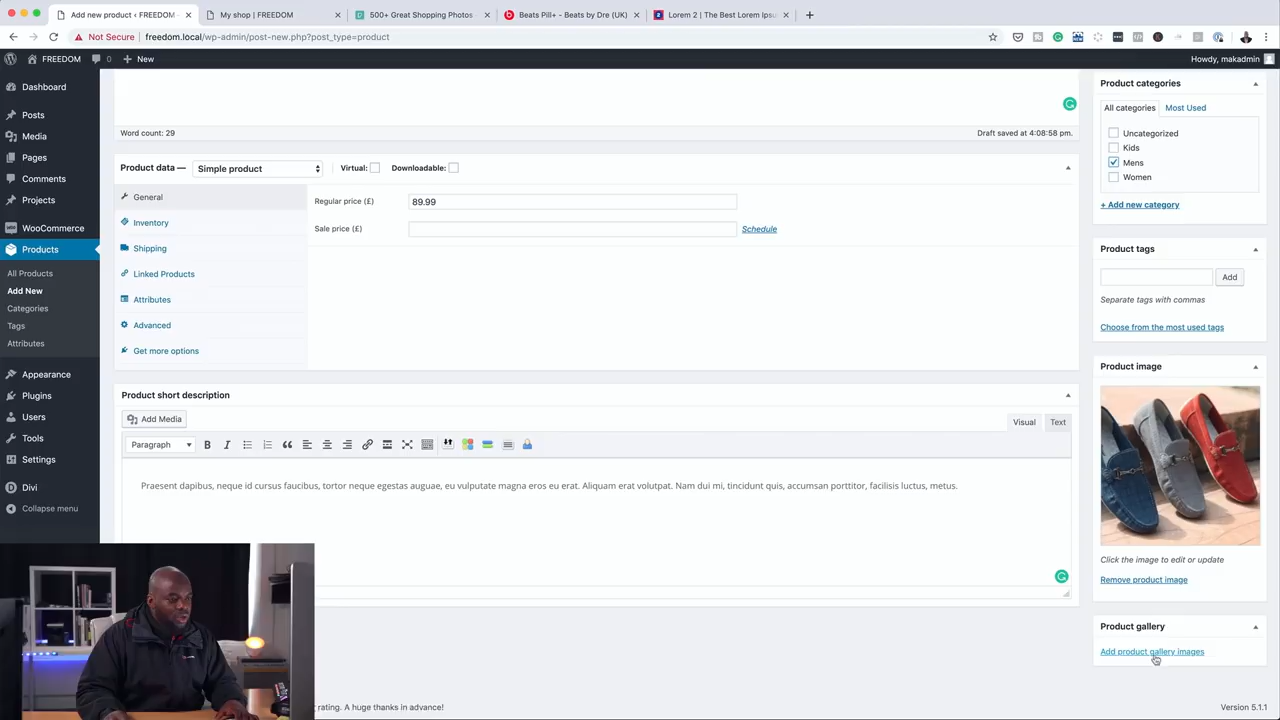 Add new product ‹ FREEDOM -
My shop | FREEDOM
500+ Great Shopping Photos
Beats Pill+ - Beats by Dre (UK)
Lorem 2 | The Best Lorem Ipsu
Not Secure
freedom.local/wp-admin/post-new.php?post_type=product
FREEDOM
0
New
Howdy, makadmin
Dashboard
Posts
Media
Pages
Comments
Projects
WooCommerce
Products
All Products
Add New
Categories
Tags
Attributes
Appearance
Plugins
Users
Tools
Settings
Divi
Collapse menu
Word count: 29
Draft saved at 4:08:58 pm.
Product data —
Simple product
Virtual:
Downloadable:
General
Inventory
Shipping
Linked Products
Attributes
Advanced
Get more options
Regular price (£)
89.99
Sale price (£)
Schedule
Product short description
Add Media
Visual
Text
Paragraph
B
I
Praesent dapibus, neque id cursus faucibus, tortor neque egestas auguae, eu vulputate magna eros eu erat. Aliquam erat volutpat. Nam dui mi, tincidunt quis, accumsan porttitor, facilisis luctus, metus.
rating. A huge thanks in advance!
Product categories
All categories
Most Used
Uncategorized
Kids
Mens
Women
+ Add new category
Product tags
Add
Separate tags with commas
Choose from the most used tags
Product image
Click the image to edit or update
Remove product image
Product gallery
Add product gallery images
Version 5.1.1